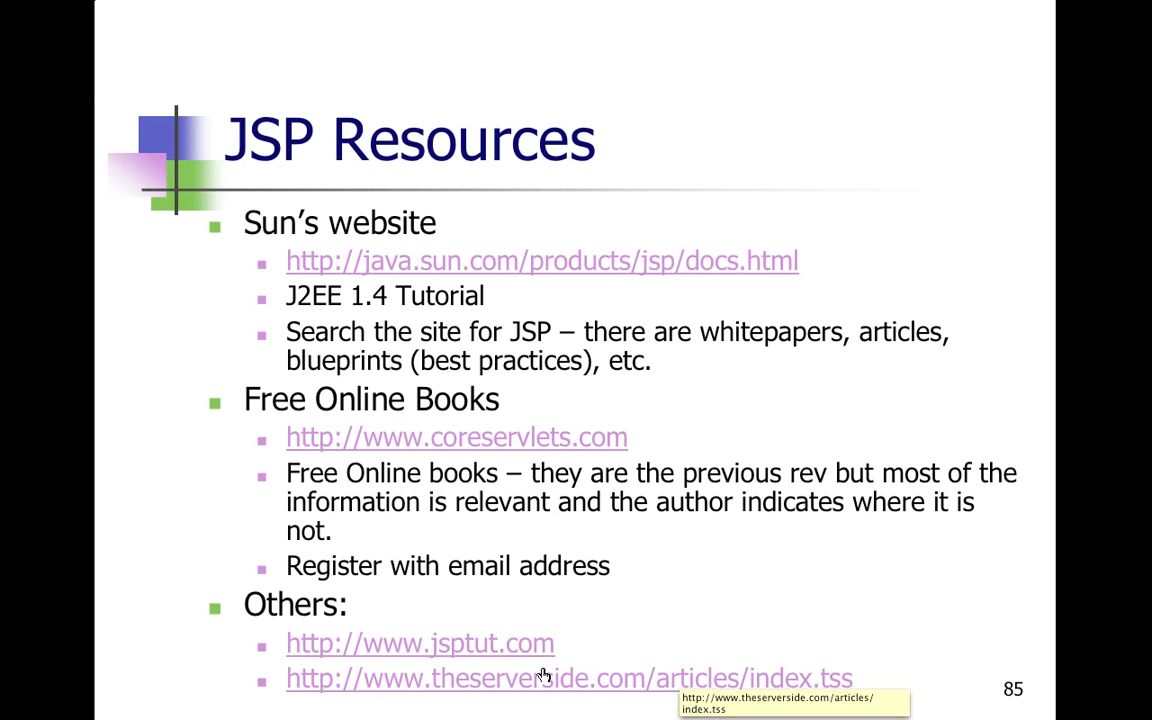 JSP Resources
Sun's website
http://java.sun.com/products/jsp/docs.html
J2EE 1.4 Tutorial
Search the site for JSP – there are whitepapers, articles,
blueprints (best practices), etc.
Free Online Books
http://www.coreservlets.com
Free Online books – they are the previous rev but most of the
information is relevant and the author indicates where it is
not.
Register with email address
Others:
http://www.jsptut.com
http://www.theserverside.com/articles/index.tss
http://www.theserverside.com/articles/
index.tss
85